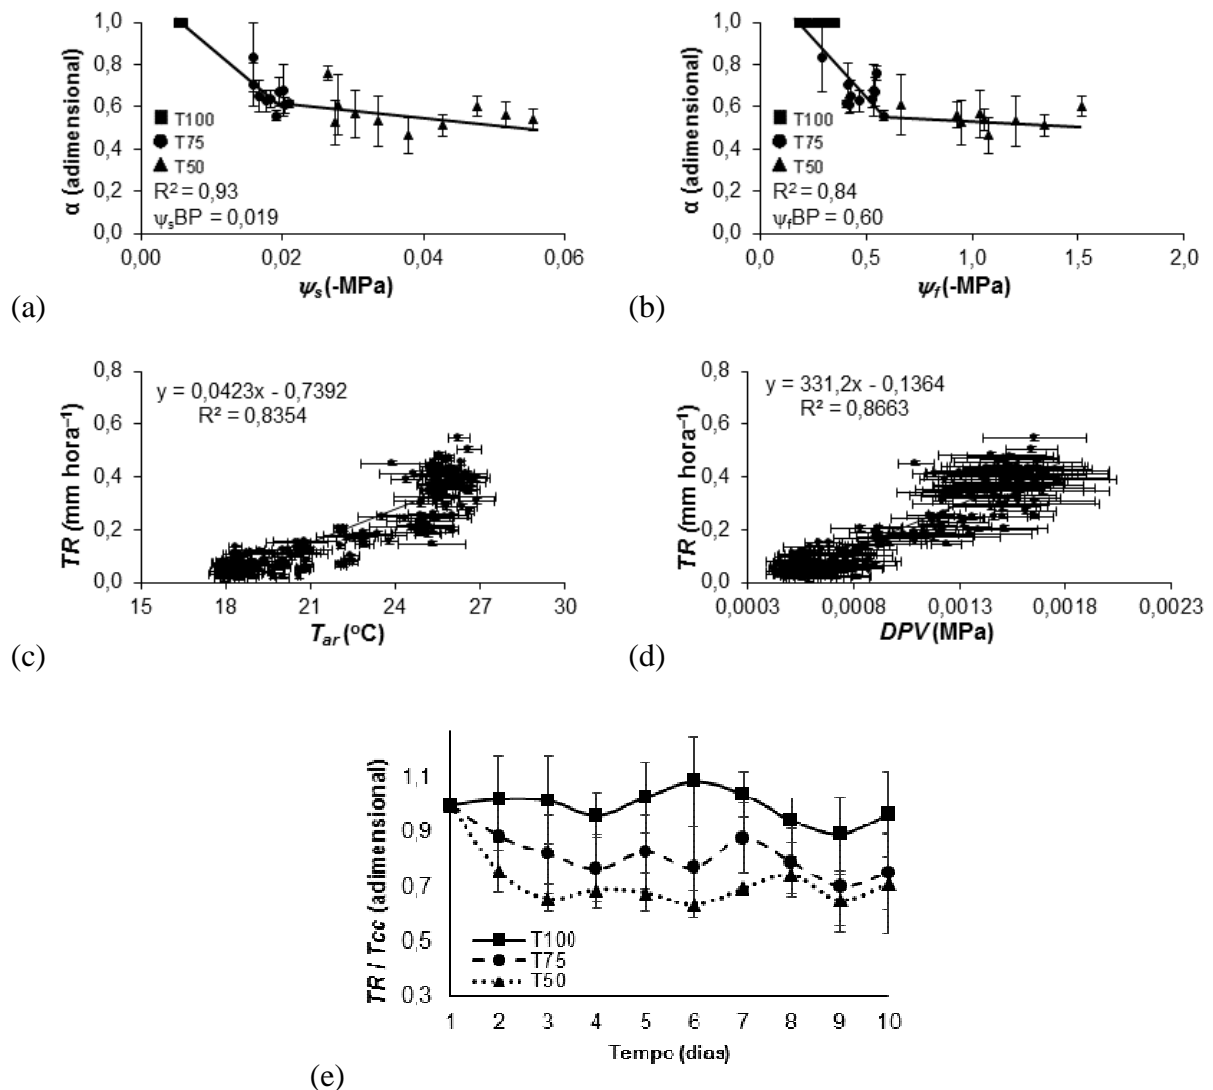 1,0
0,8
0,6
0,4
0,2
0,0
α (adimensional)
T100
T75
T50
R² = 0,93
ψsBP = 0,019
0,00 0,02 0,04 0,06
ψs (-MPa)
(a)
1,0
0,8
0,6
0,4
0,2
0,0
α (adimensional)
T100
T75
T50
R² = 0,84
ψfBP = 0,60
0,0 0,5 1,0 1,5 2,0
ψf (-MPa)
(b)
0,8
0,6
0,4
0,2
0,0
TR (mm hora⁻¹)
y = 0,0423x - 0,7392
R² = 0,8354
15 18 21 24 27 30
Tar (ºC)
(c)
0,8
0,6
0,4
0,2
0,0
TR (mm hora⁻¹)
y = 331,2x - 0,1364
R² = 0,8663
0,0003 0,0008 0,0013 0,0018 0,0023
DPV (MPa)
(d)
1,1
0,9
0,7
0,5
0,3
TR / Tcc (adimensional)
T100
T75
T50
1 2 3 4 5 6 7 8 9 10
Tempo (dias)
(e)